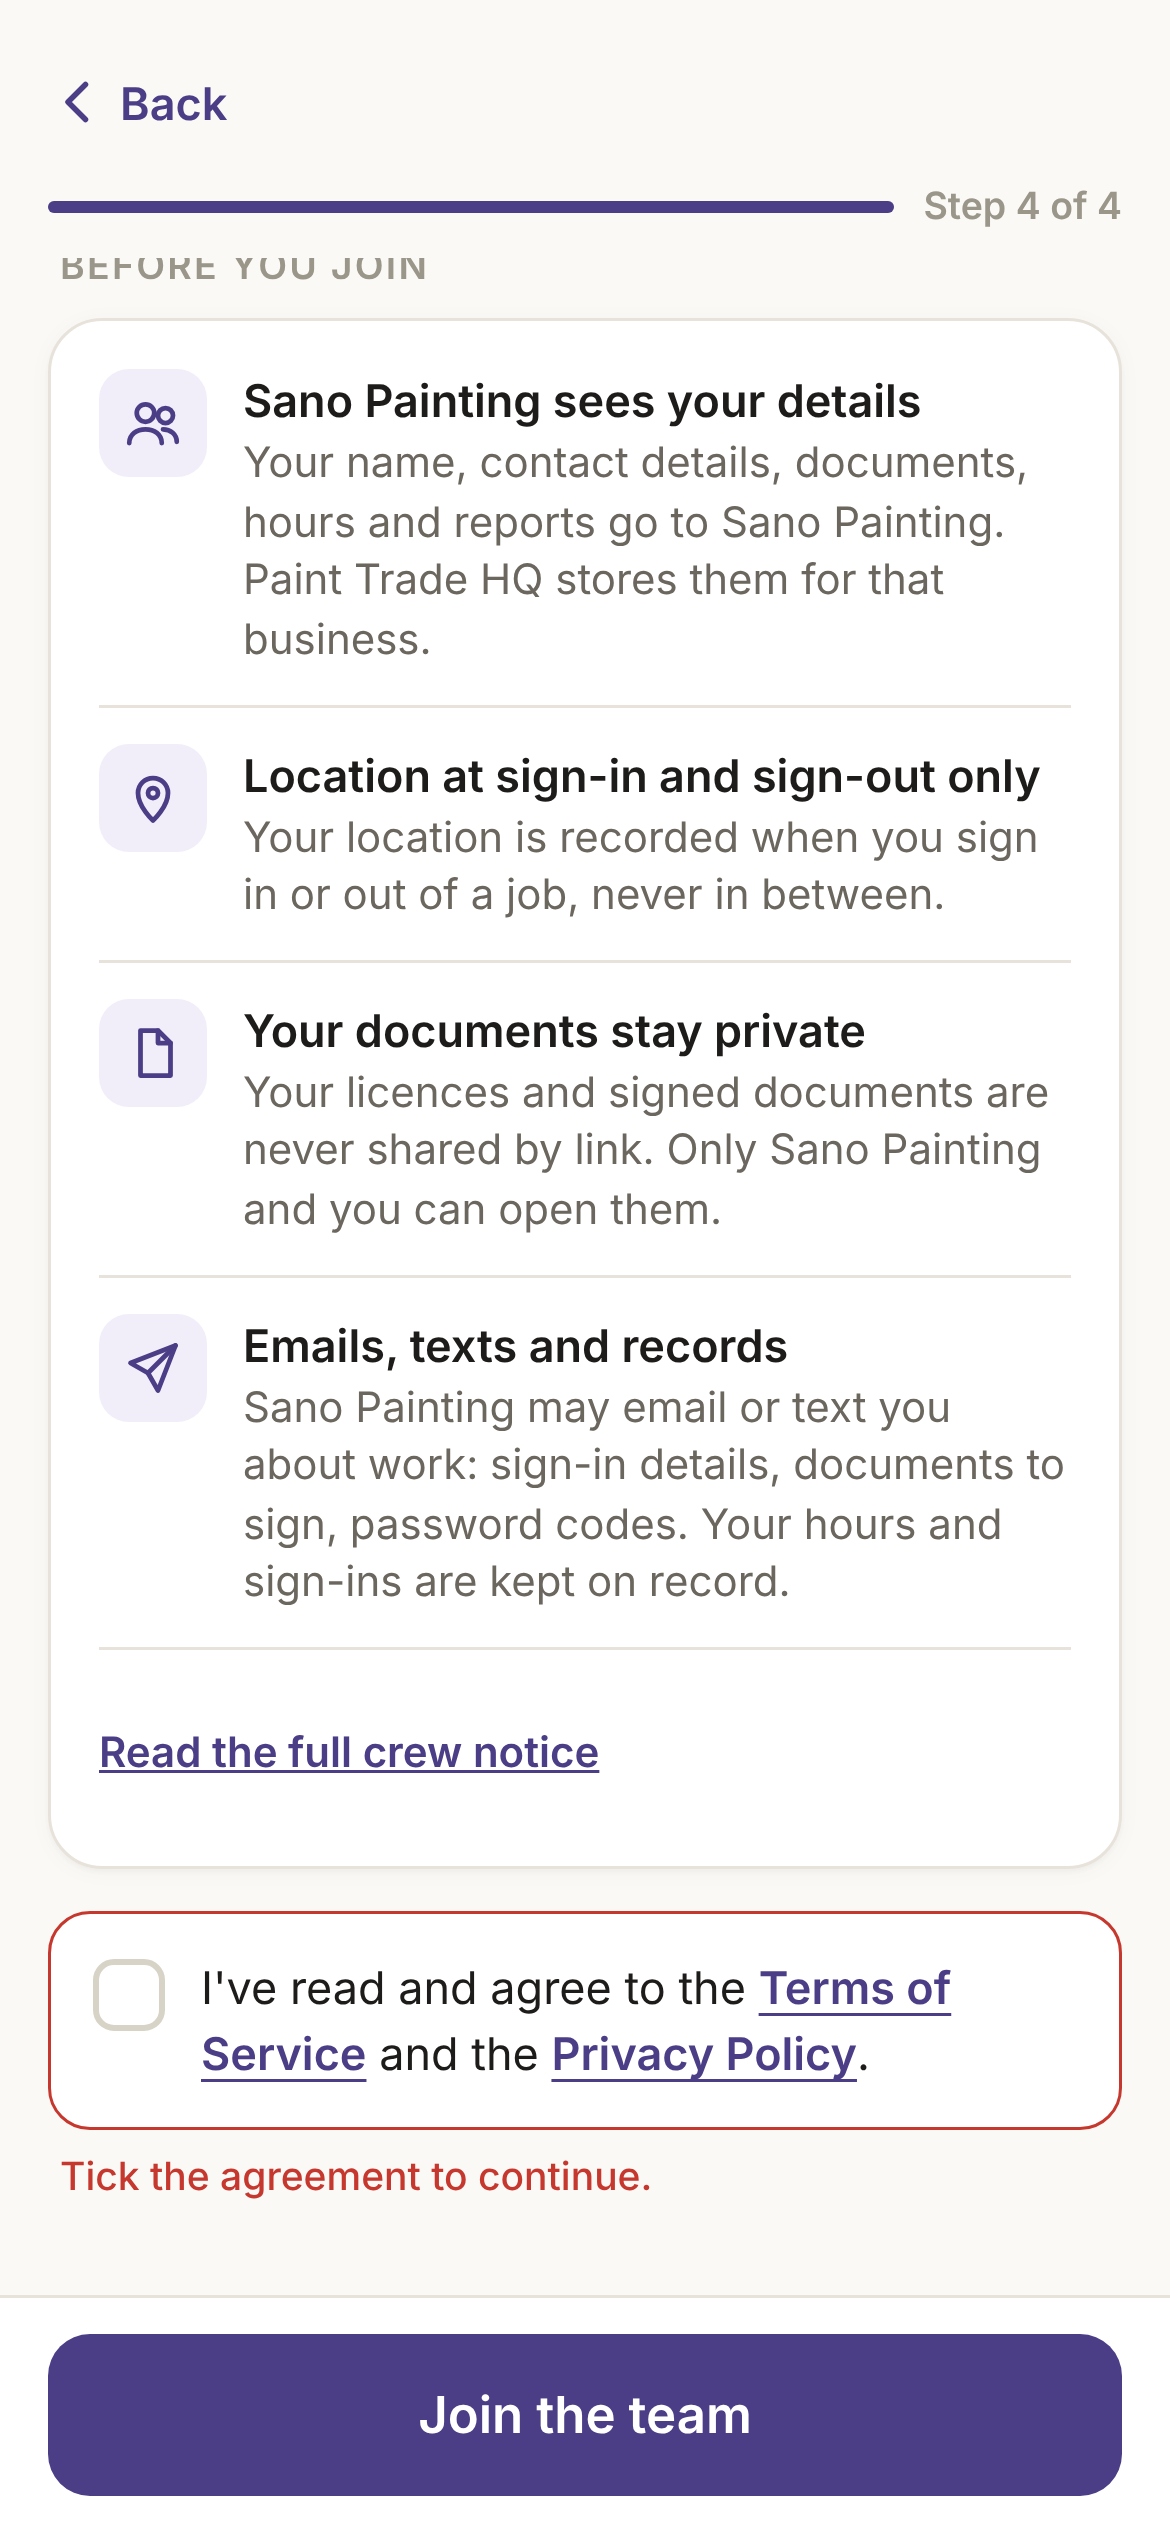 Back
Step 4 of 4
BEFORE YOU JOIN
Sano Painting sees your details
Your name, contact details, documents,
hours and reports go to Sano Painting.
Paint Trade HQ stores them for that
business.
Location at sign-in and sign-out only
Your location is recorded when you sign
in or out of a job, never in between.
Your documents stay private
Your licences and signed documents are
never shared by link. Only Sano Painting
and you can open them.
Emails, texts and records
Sano Painting may email or text you
about work: sign-in details, documents to
sign, password codes. Your hours and
sign-ins are kept on record.
Read the full crew notice
I've read and agree to the Terms of
Service and the Privacy Policy.
Tick the agreement to continue.
Join the team